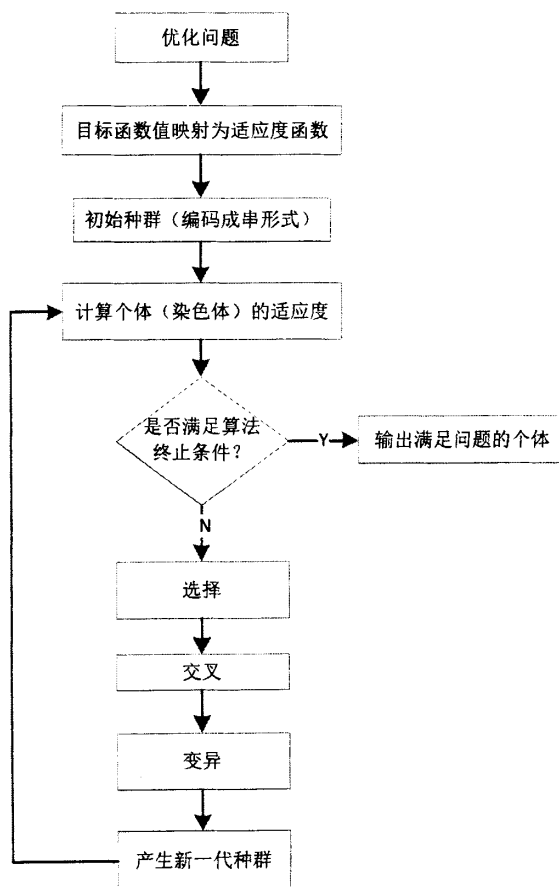 优化问题
目标函数值映射为适应度函数
初始种群（编码成串形式）
计算个体（染色体）的适应度
是否满足算法
终止条件？
Y
输出满足问题的个体
N
选择
交叉
变异
产生新一代种群